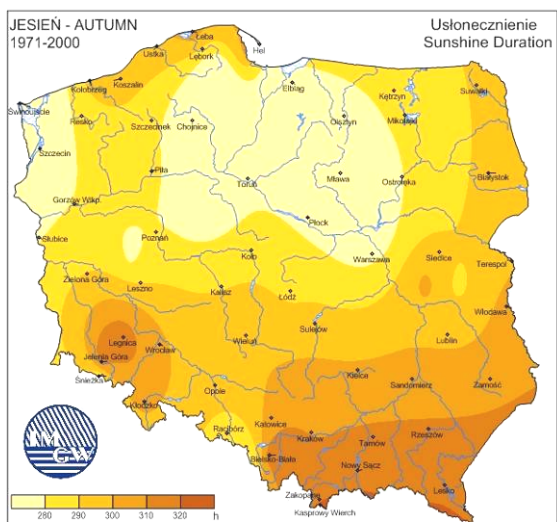 JESIEŃ - AUTUMN
1971-2000
Usłonecznienie
Sunshine Duration
Łeba
Hel
Ustka
Lębork
Kołobrzeg
Koszalin
Elbląg
Kętrzyn
Suwałki
Świnoujście
Resko
Szczecinek
Chojnice
Olsztyn
Mikołajki
Szczecin
Piła
Toruń
Mława
Ostrołęka
Białystok
Gorzów Wlkp.
Płock
Słubice
Poznań
Koło
Warszawa
Siedlce
Terespol
Zielona Góra
Leszno
Kalisz
Łódź
Włodawa
Sulejów
Legnica
Wrocław
Wieluń
Lublin
Jelenia Góra
Śnieżka
Kielce
Sandomierz
Zamość
Opole
Kłodzko
Katowice
Racibórz
Kraków
Tarnów
Rzeszów
Bielsko-Biała
Nowy Sącz
Lesko
Zakopane
Kasprowy Wierch
IM
GW
280 290 300 310 320 h